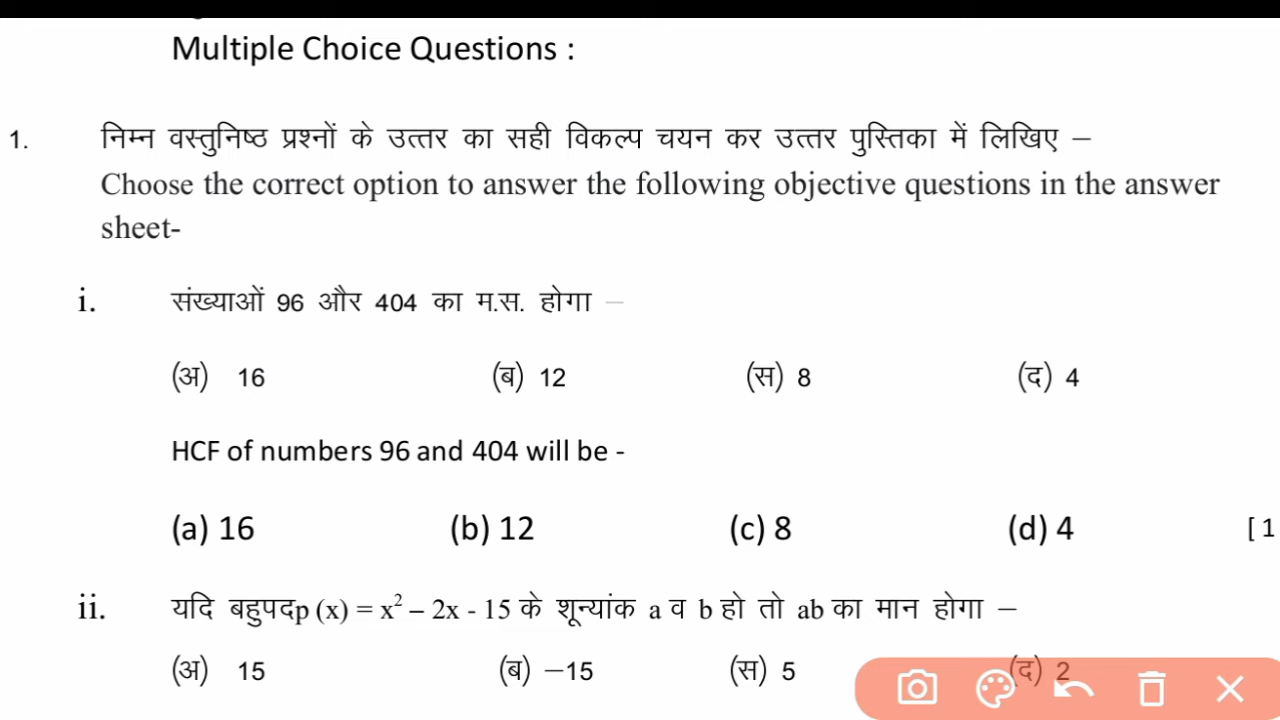 Multiple Choice Questions :
1. निम्न वस्तुनिष्ठ प्रश्नों के उत्तर का सही विकल्प चयन कर उत्तर पुस्तिका में लिखिए –
Choose the correct option to answer the following objective questions in the answer
sheet-
i. संख्याओं 96 और 404 का म.स. होगा –
(अ) 16 (ब) 12 (स) 8 (द) 4
HCF of numbers 96 and 404 will be -
(a) 16 (b) 12 (c) 8 (d) 4 [ 1
ii. यदि बहुपदp (x) = x² – 2x - 15 के शून्यांक a व b हो तो ab का मान होगा –
(अ) 15 (ब) –15 (स) 5 (द) 2